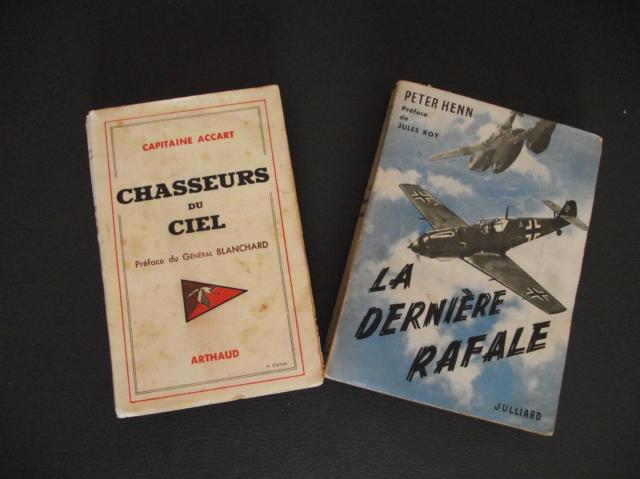 CAPITAINE ACCART
CHASSEURS
DU
CIEL
Préface du GÉNÉRAL BLANCHARD
ARTHAUD
PETER HENN
Préface
de
JULES ROY
LA
DERNIÈRE
RAFALE
JULLIARD